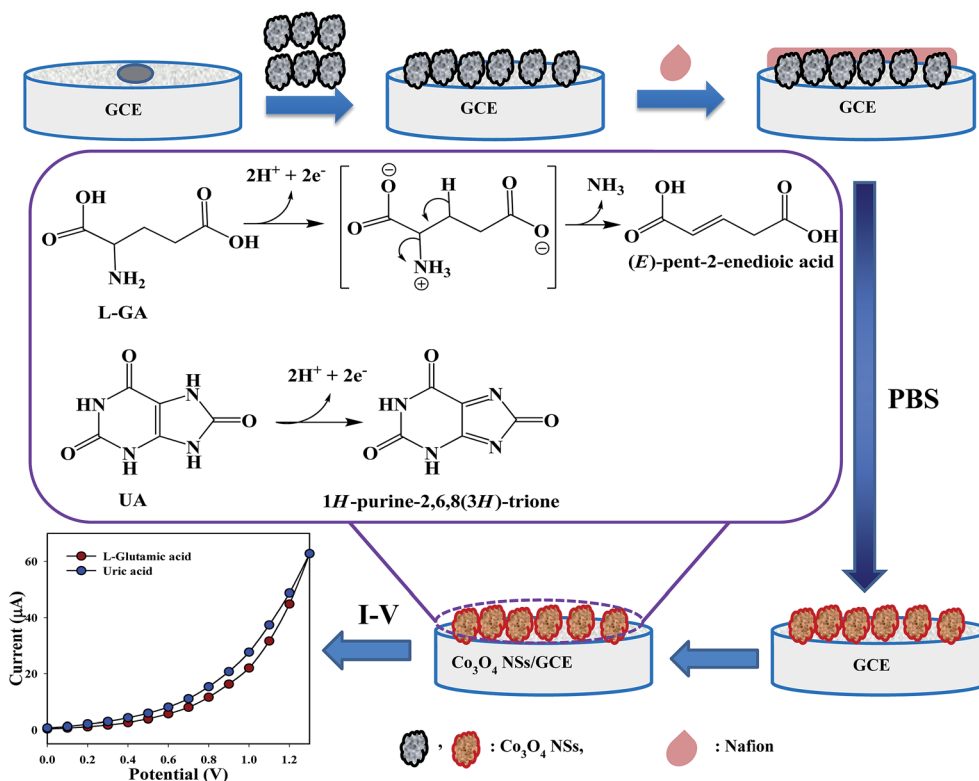 GCE
GCE
GCE
OH
O
NH₂
O
OH
L-GA
2H⁺ + 2e⁻
⊖
O
O
H
O
O
⊖
NH₃
⊕
NH₃
OH
O
O
OH
(E)-pent-2-enedioic acid
O
HN
O
N
H
H
N
N
H
O
UA
2H⁺ + 2e⁻
O
HN
O
N
H
N
N
O
1H-purine-2,6,8(3H)-trione
PBS
L-Glutamic acid
Uric acid
60
40
20
0
Current (µA)
0.0 0.2 0.4 0.6 0.8 1.0 1.2
Potential (V)
I-V
Co₃O₄ NSs/GCE
GCE
, : Co₃O₄ NSs, : Nafion